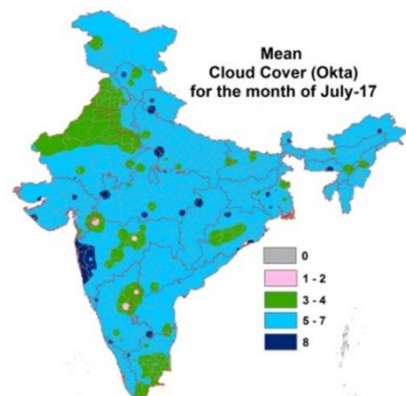 Mean
Cloud Cover (Okta)
for the month of July-17
0
1 - 2
3 - 4
5 - 7
8